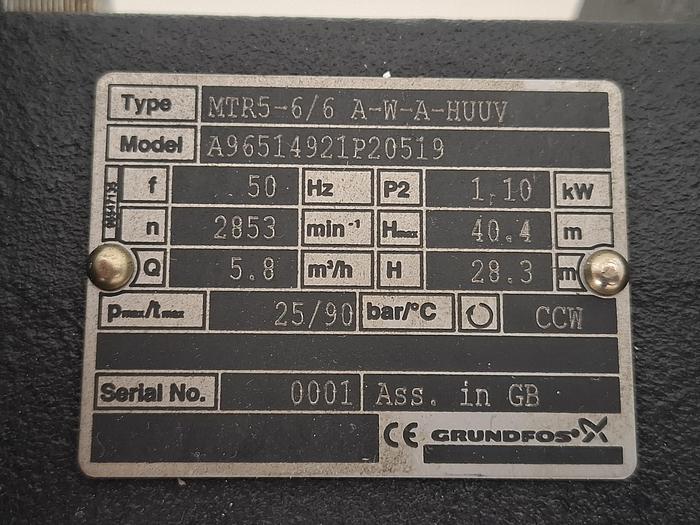 Type MTR5-6/6 A-W-A-HUUV
Model A96514921P20519
f 50 Hz P2 1,10 kW
n 2853 min⁻¹ Hmax 40.4 m
Q 5.8 m³/h H 28.3 m
pmax/tmax 25/90 bar/°C CCW
Serial No. 0001 Ass. in GB
CE GRUNDFOS